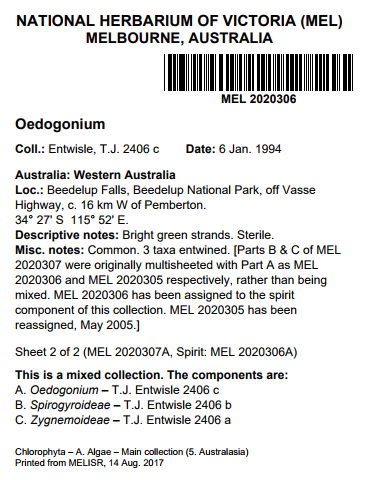 NATIONAL HERBARIUM OF VICTORIA (MEL)
MELBOURNE, AUSTRALIA
MEL 2020306
Oedogonium
Coll.: Entwisle, T.J. 2406 c Date: 6 Jan. 1994
Australia: Western Australia
Loc.: Beedelup Falls, Beedelup National Park, off Vasse
Highway, c. 16 km W of Pemberton.
34° 27' S 115° 52' E.
Descriptive notes: Bright green strands. Sterile.
Misc. notes: Common. 3 taxa entwined. [Parts B & C of MEL
2020307 were originally multisheeted with Part A as MEL
2020306 and MEL 2020305 respectively, rather than being
mixed. MEL 2020306 has been assigned to the spirit
component of this collection. MEL 2020305 has been
reassigned, May 2005.]
Sheet 2 of 2 (MEL 2020307A, Spirit: MEL 2020306A)
This is a mixed collection. The components are:
A. Oedogonium – T.J. Entwisle 2406 c
B. Spirogyroideae – T.J. Entwisle 2406 b
C. Zygnemoideae – T.J. Entwisle 2406 a
Chlorophyta – A. Algae – Main collection (5. Australasia)
Printed from MELISR, 14 Aug. 2017